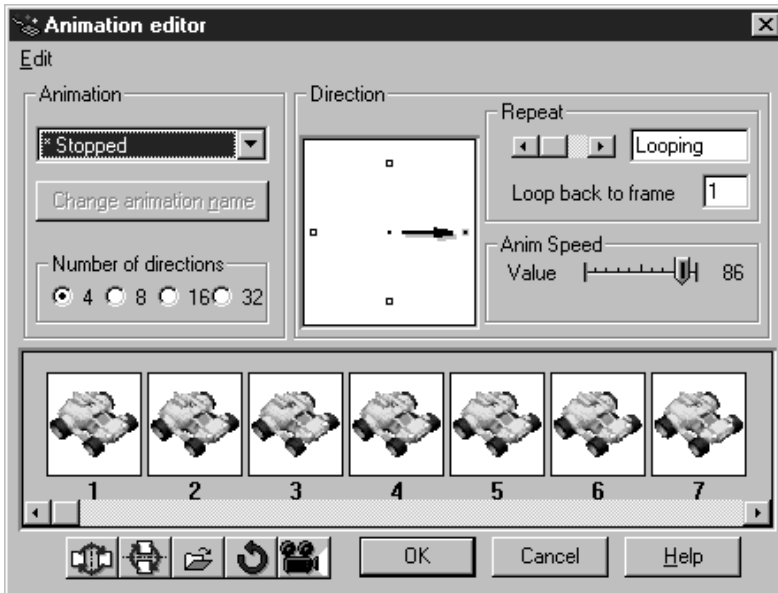 Animation editor
Edit
Animation
* Stopped
Change animation name
Number of directions
4 8 16 32
Direction
Repeat
Looping
Loop back to frame 1
Anim Speed
Value 86
1 2 3 4 5 6 7
OK Cancel Help